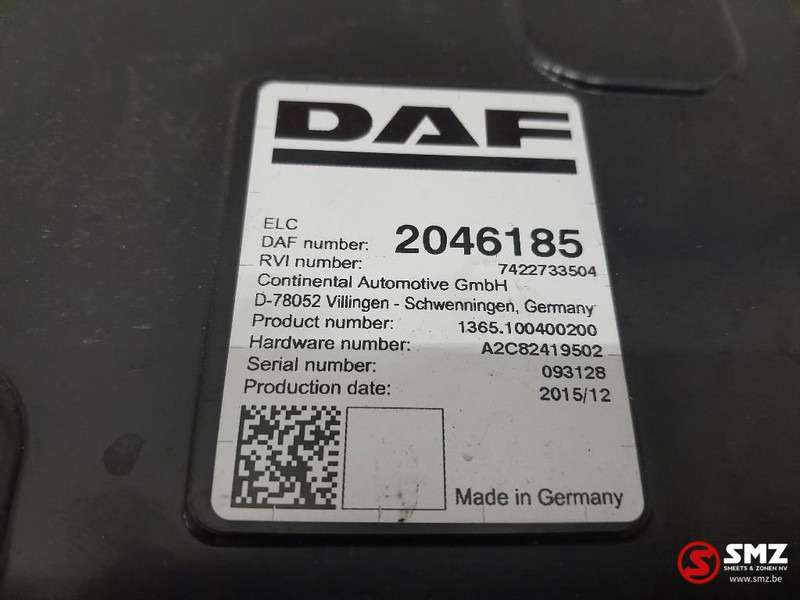 DAF
ELC
DAF number: 2046185
RVI number: 7422733504
Continental Automotive GmbH
D-78052 Villingen - Schwenningen, Germany
Product number: 1365.100400200
Hardware number: A2C82419502
Serial number: 093128
Production date: 2015/12
Made in Germany
SMZ
SMEETS & ZONEN NV
www.smz.be